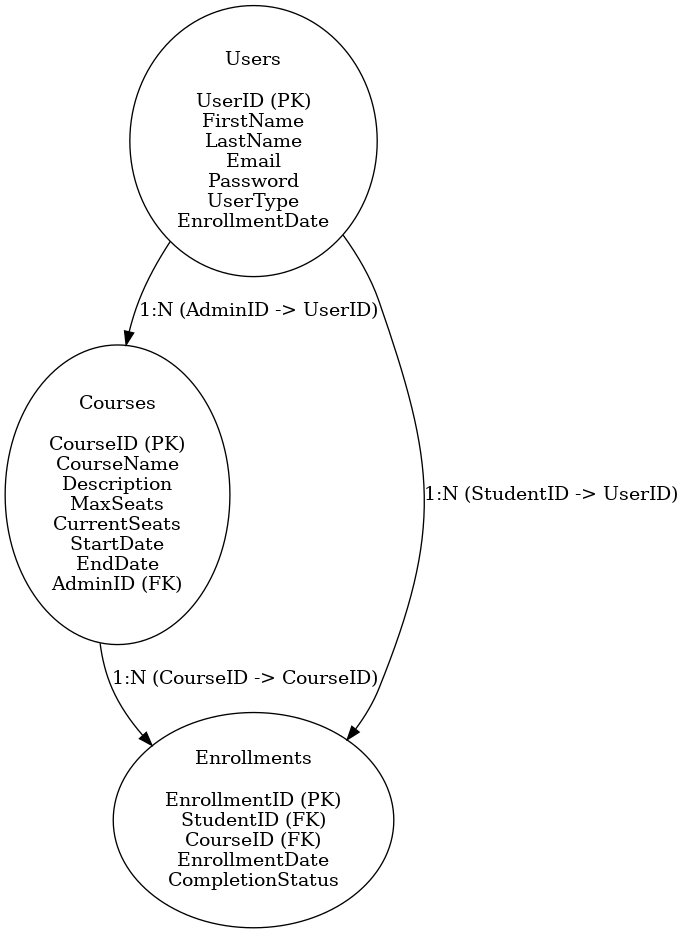 Users
UserID (PK)
FirstName
LastName
Email
Password
UserType
EnrollmentDate
1:N (AdminID -> UserID)
Courses
CourseID (PK)
CourseName
Description
MaxSeats
CurrentSeats
StartDate
EndDate
AdminID (FK)
1:N (StudentID -> UserID)
1:N (CourseID -> CourseID)
Enrollments
EnrollmentID (PK)
StudentID (FK)
CourseID (FK)
EnrollmentDate
CompletionStatus